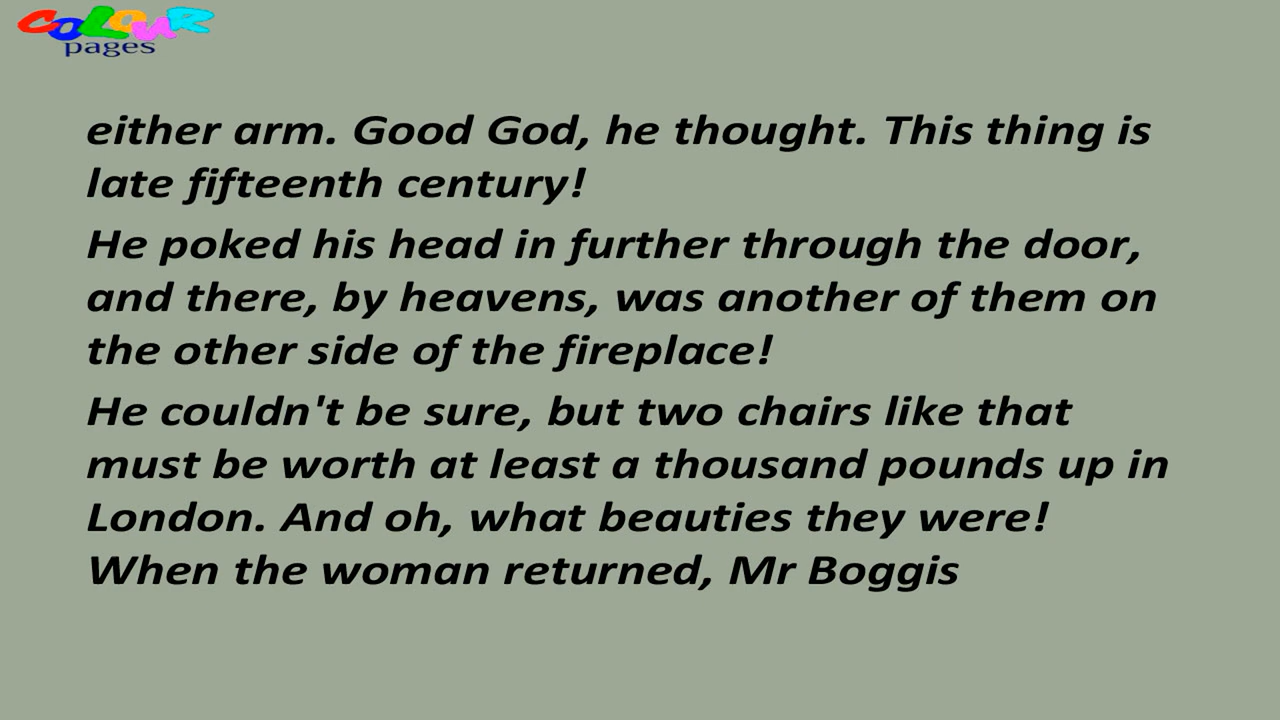 COLOUR
pages
either arm. Good God, he thought. This thing is
late fifteenth century!
He poked his head in further through the door,
and there, by heavens, was another of them on
the other side of the fireplace!
He couldn't be sure, but two chairs like that
must be worth at least a thousand pounds up in
London. And oh, what beauties they were!
When the woman returned, Mr Boggis